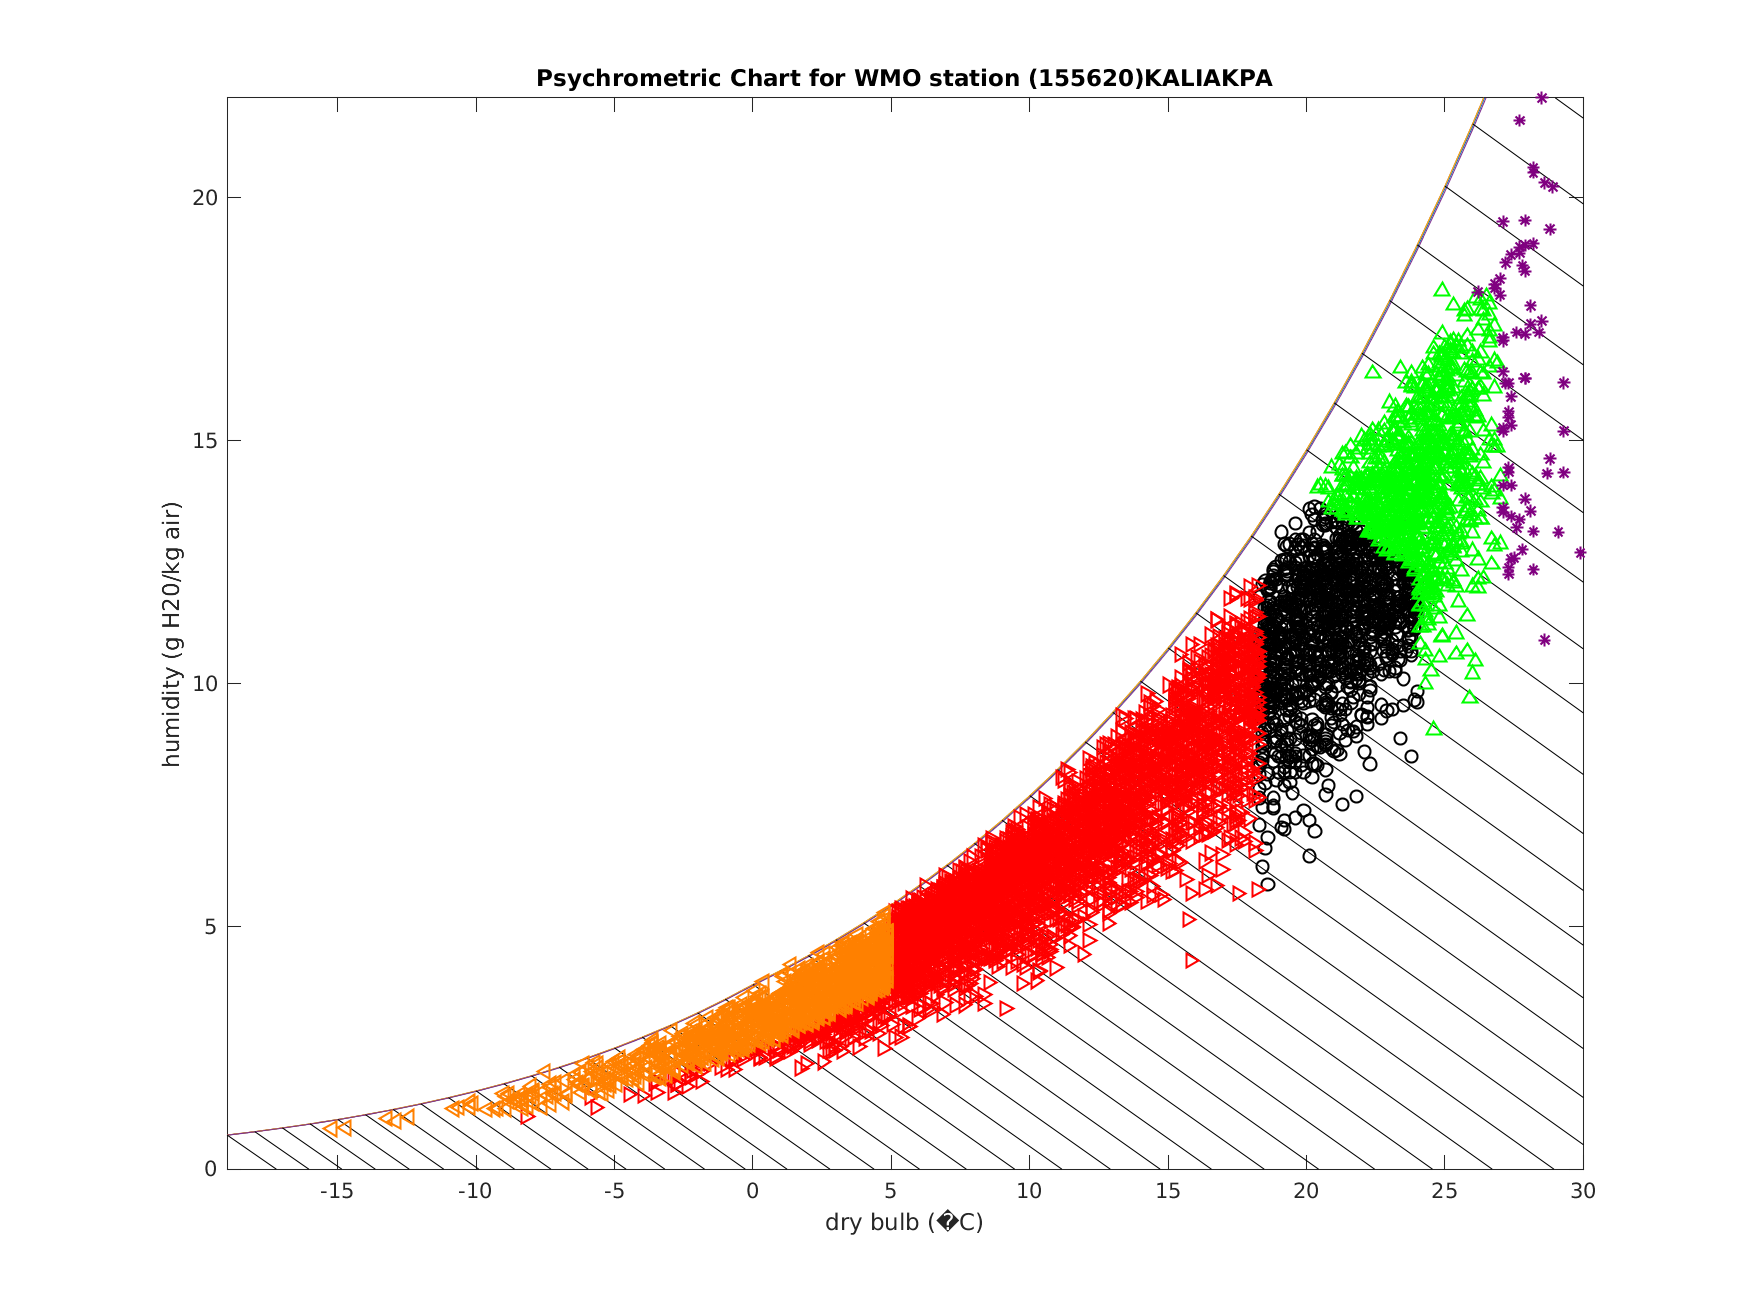 Psychrometric Chart for WMO station (155620)KALIAKPA
20
15
10
5
0
humidity (g H20/kg air)
-15 -10 -5 0 5 10 15 20 25 30
dry bulb (�C)